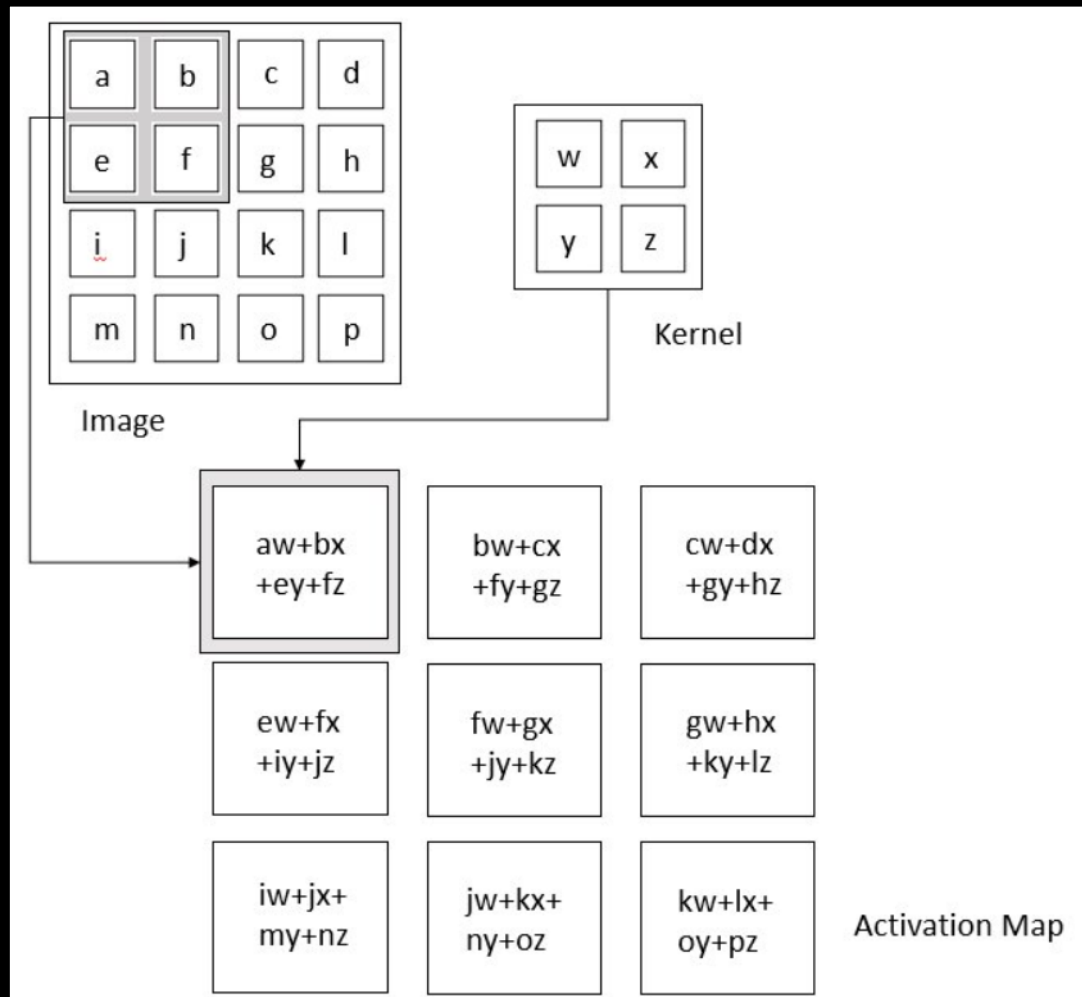 a b c d
e f g h
i j k l
m n o p
Image
w x
y z
Kernel
aw+bx
+ey+fz
bw+cx
+fy+gz
cw+dx
+gy+hz
ew+fx
+iy+jz
fw+gx
+jy+kz
gw+hx
+ky+lz
iw+jx+
my+nz
jw+kx+
ny+oz
kw+lx+
oy+pz
Activation Map